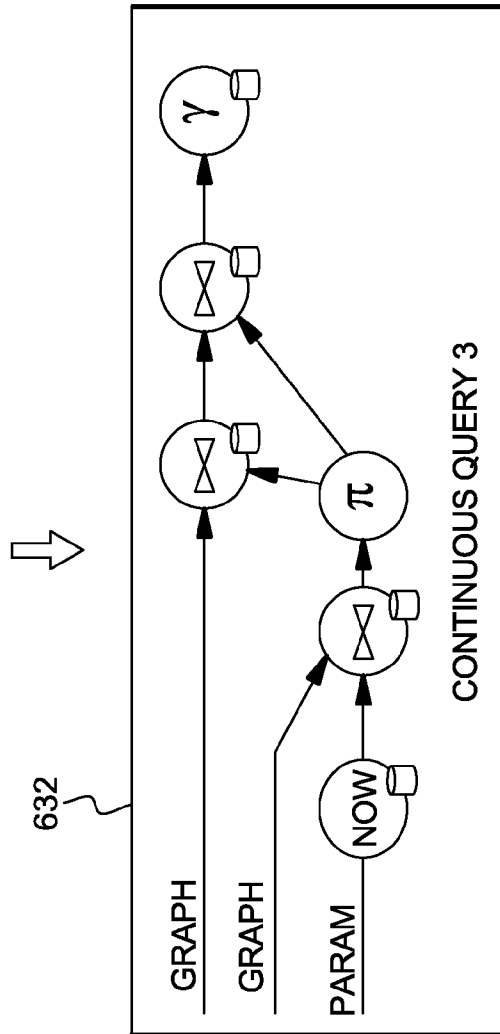 632
GRAPH
γ
⋈
⋈
GRAPH
π
⋈
PARAM
NOW
CONTINUOUS QUERY 3